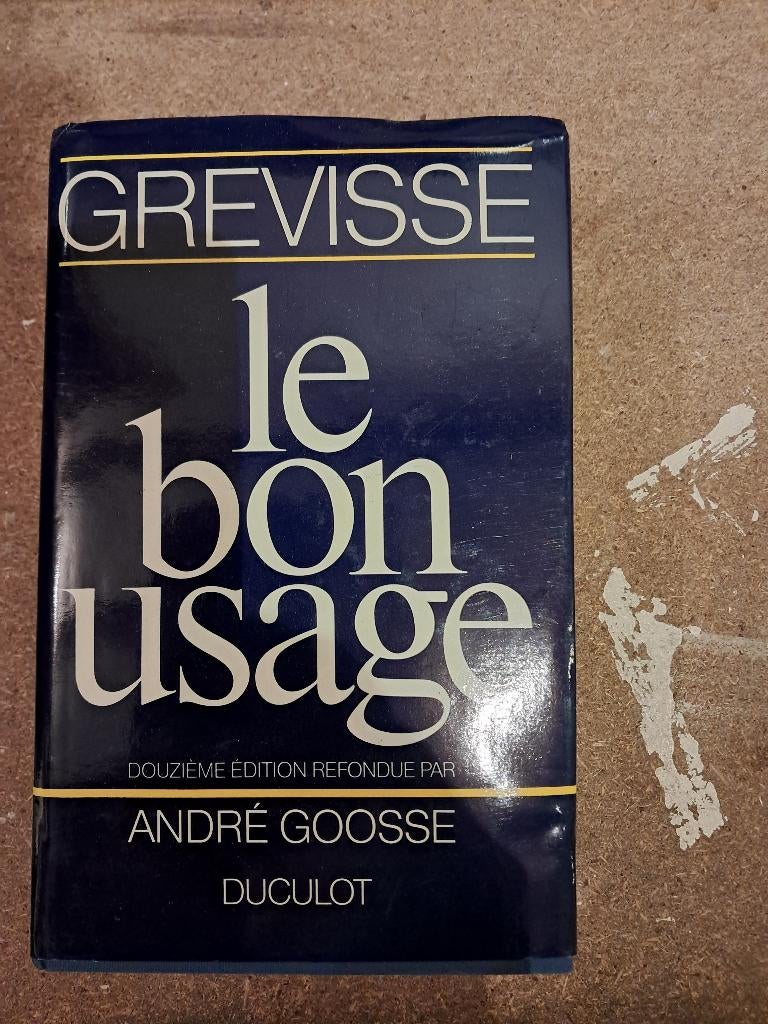 GREVISSE
le
bon
usage
DOUZIÈME ÉDITION REFONDUE PAR
ANDRÉ GOOSSE
DUCULOT